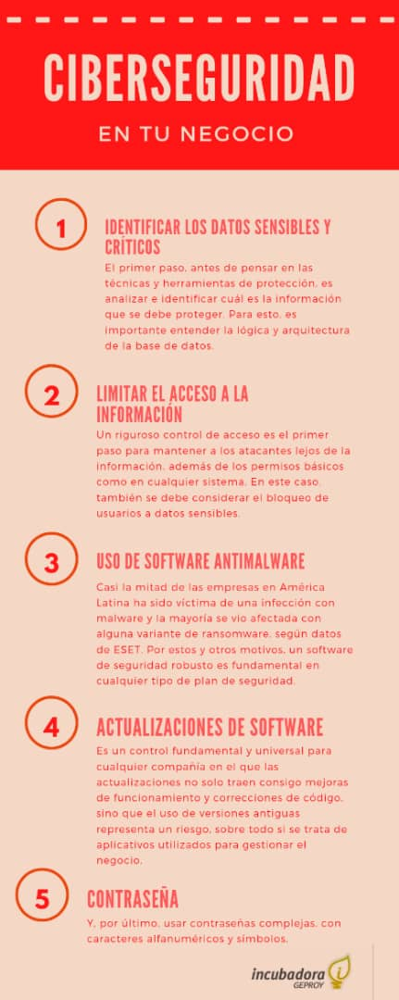 CIBERSEGURIDAD
EN TU NEGOCIO
1
IDENTIFICAR LOS DATOS SENSIBLES Y
CRÍTICOS
El primer paso, antes de pensar en las
técnicas y herramientas de protección, es
analizar e identificar cuál es la información
que se debe proteger. Para esto, es
importante entender la lógica y arquitectura
de la base de datos.
2
LIMITAR EL ACCESO A LA
INFORMACIÓN
Un riguroso control de acceso es el primer
paso para mantener a los atacantes lejos de la
información, además de los permisos básicos
como en cualquier sistema. En este caso,
también se debe considerar el bloqueo de
usuarios a datos sensibles.
3
USO DE SOFTWARE ANTIMALWARE
Casi la mitad de las empresas en América
Latina ha sido víctima de una infección con
malware y la mayoría se vio afectada con
alguna variante de ransomware, según datos
de ESET. Por estos y otros motivos, un software
de seguridad robusto es fundamental en
cualquier tipo de plan de seguridad.
4
ACTUALIZACIONES DE SOFTWARE
Es un control fundamental y universal para
cualquier compañía en el que las
actualizaciones no solo traen consigo mejoras
de funcionamiento y correcciones de código,
sino que el uso de versiones antiguas
representa un riesgo, sobre todo si se trata de
aplicativos utilizados para gestionar el
negocio.
5
CONTRASEÑA
Y, por último, usar contraseñas complejas, con
caracteres alfanuméricos y símbolos.
incubadora
GEPROY